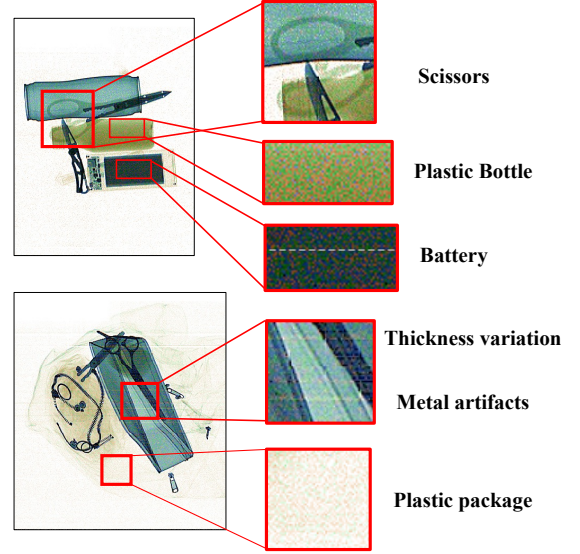 Scissors
Plastic Bottle
Battery
Thickness variation
Metal artifacts
Plastic package